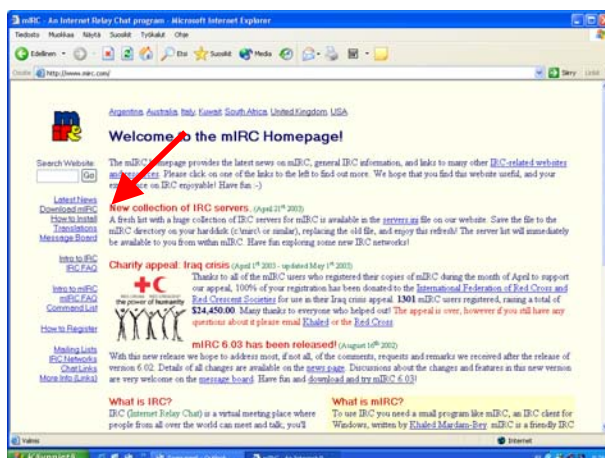 mIRC - An Internet Relay Chat program - Microsoft Internet Explorer
Tiedosto Muokkaa Näytä Suosikit Työkalut Ohje
Edellinen Etsi Suosikit Media
Osoite http://www.mirc.com/ Siirry
Argentina Australia Italy Kuwait South Africa United Kingdom USA
Welcome to the mIRC Homepage!
Search Website:
Go
Latest News
Download mIRC
How to Install
Translations
Message Board
Intro to IRC
IRC FAQ
Intro to mIRC
mIRC FAQ
Command List
How to Register
Mailing Lists
IRC Networks
Chat Links
More Info (Links)
The mIRC homepage provides the latest news on mIRC, general IRC information, and links to many other IRC-related websites
and resources. Please click on one of the links to the left to find out more. We hope that you find this website useful, and your
experience on IRC enjoyable! Have fun :-)
New collection of IRC servers. (April 21st 2003)
A fresh list with a huge collection of IRC servers for mIRC is available in the servers.ini file on our website. Save the file to the
mIRC directory on your harddisk (c:\mirc\ or similar), replacing the old file, and enjoy this refresh! The server list will immediately
be available to you from within mIRC. Have fun exploring some new IRC networks!
Charity appeal: Iraq crisis (April 1st 2003 - updated May 1st 2003)
the power of humanity
Thanks to all of the mIRC users who registered their copies of mIRC during the month of April to support
our appeal, 100% of your registration has been donated to the International Federation of Red Cross and
Red Crescent Societies for use in their Iraq crisis appeal. 1301 mIRC users registered, raising a total of
$24,450.00. Many thanks to everyone who helped out! The appeal is over, however if you still have any
questions about it please email Khaled or the Red Cross.
mIRC 6.03 has been released! (August 16th 2002)
With this new release we hope to address most, if not all, of the comments, requests and remarks we received after the release of
version 6.02. Details of all changes are available on the news page. Discussions about the changes and features in this new version
are very welcome on the message board. Have fun and download and try mIRC 6.03!
What is IRC?
IRC (Internet Relay Chat) is a virtual meeting place where
people from all over the world can meet and talk; you'll
What is mIRC?
To use IRC you need a small program like mIRC, an IRC client for
Windows, written by Khaled Mardam-Bey. mIRC is a friendly IRC
Valmis Internet
Käynnistä